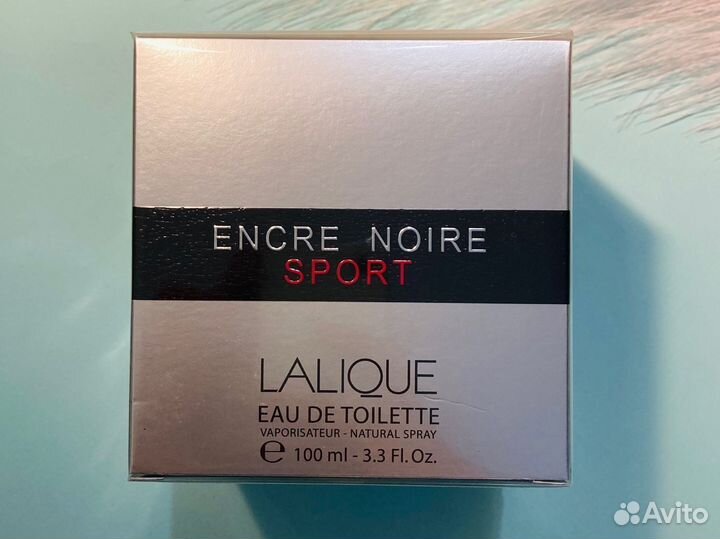 ENCRE NOIRE
SPORT
LALIQUE
EAU DE TOILETTE
VAPORISATEUR - NATURAL SPRAY
℮ 100 ml - 3.3 Fl. Oz.
Avito